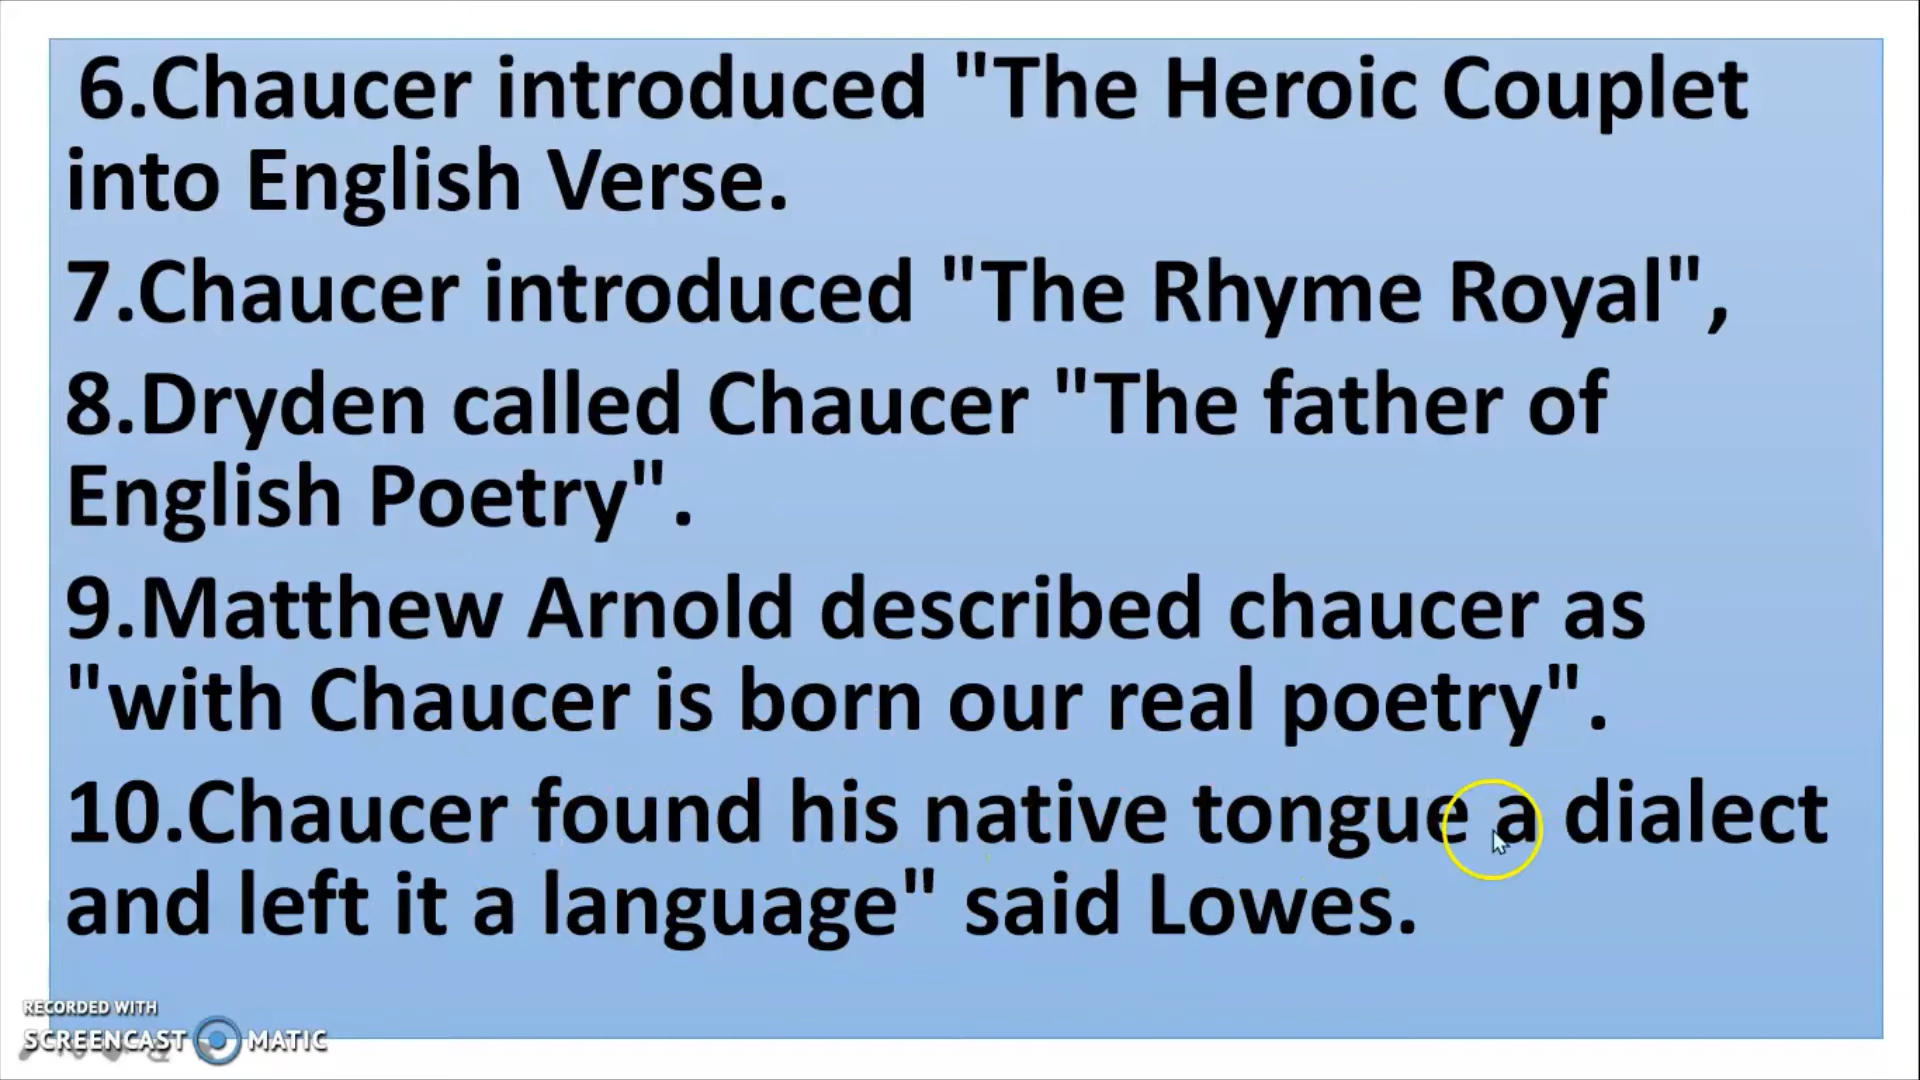 6.Chaucer introduced "The Heroic Couplet
into English Verse.
7.Chaucer introduced "The Rhyme Royal",
8.Dryden called Chaucer "The father of
English Poetry".
9.Matthew Arnold described chaucer as
"with Chaucer is born our real poetry".
10.Chaucer found his native tongue a dialect
and left it a language" said Lowes.
RECORDED WITH
SCREENCAST MATIC